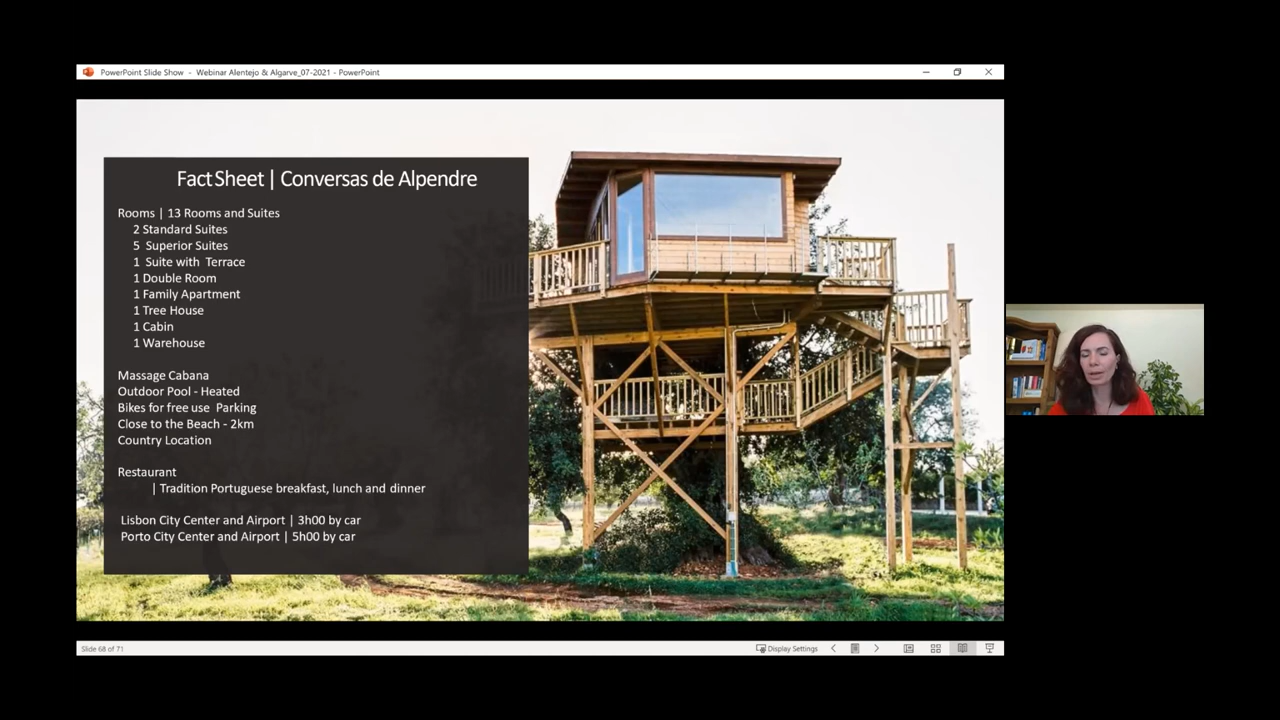 PowerPoint Slide Show - Webinar Alentejo & Algarve_07-2021 - PowerPoint
FactSheet | Conversas de Alpendre
Rooms | 13 Rooms and Suites
2 Standard Suites
5 Superior Suites
1 Suite with Terrace
1 Double Room
1 Family Apartment
1 Tree House
1 Cabin
1 Warehouse
Massage Cabana
Outdoor Pool - Heated
Bikes for free use Parking
Close to the Beach - 2km
Country Location
Restaurant
| Tradition Portuguese breakfast, lunch and dinner
Lisbon City Center and Airport | 3h00 by car
Porto City Center and Airport | 5h00 by car
Slide 68 of 71
Display Settings